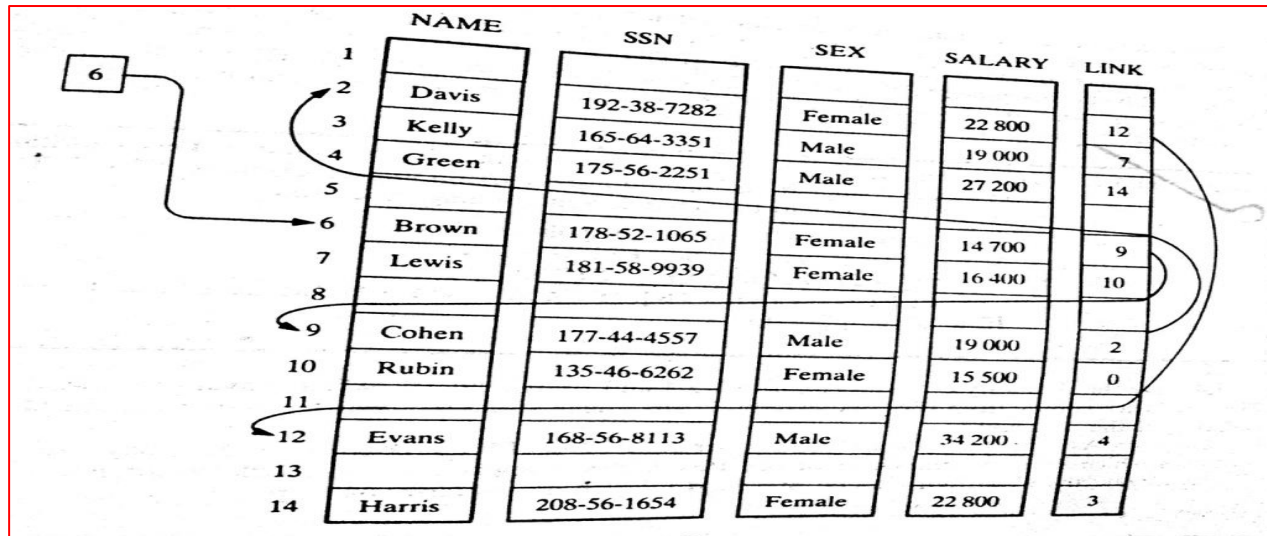 NAME SSN SEX SALARY LINK
6
1
2 Davis 192-38-7282 Female 22 800 12
3 Kelly 165-64-3351 Male 19 000 7
4 Green 175-56-2251 Male 27 200 14
5
6 Brown 178-52-1065 Female 14 700 9
7 Lewis 181-58-9939 Female 16 400 10
8
9 Cohen 177-44-4557 Male 19 000 2
10 Rubin 135-46-6262 Female 15 500 0
11
12 Evans 168-56-8113 Male 34 200 4
13
14 Harris 208-56-1654 Female 22 800 3